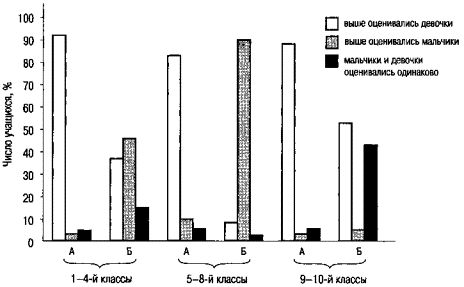 Число учащихся, %
100
90
80
70
60
50
40
30
20
10
0
выше оценивались девочки
выше оценивались мальчики
мальчики и девочки
оценивались одинаково
А Б А Б А Б
1–4-й классы 5–8-й классы 9–10-й классы